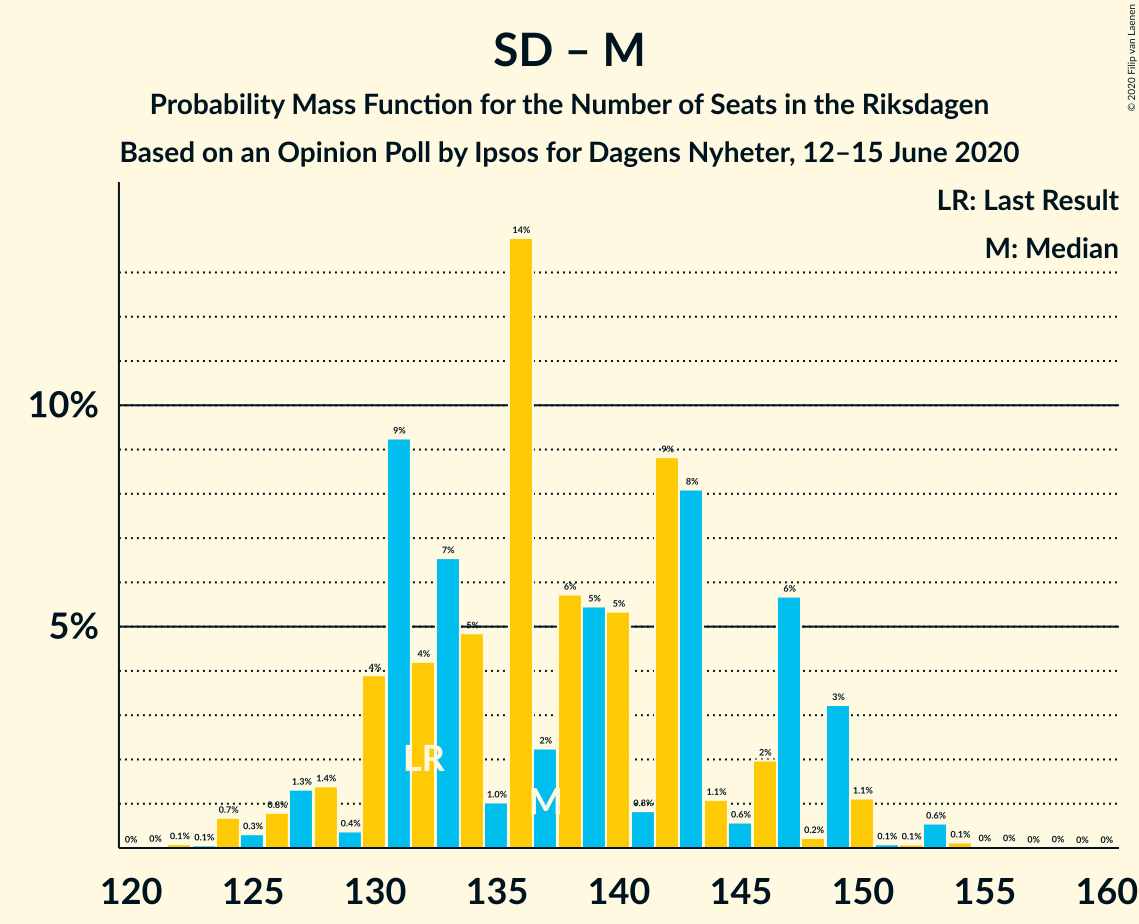 SD – M
Probability Mass Function for the Number of Seats in the Riksdagen
Based on an Opinion Poll by Ipsos for Dagens Nyheter, 12–15 June 2020
© 2020 Filip van Laenen
LR: Last Result
M: Median
10%
5%
0% 0% 0.1% 0.1% 0.7% 0.3% 0.8% 1.3% 1.4% 0.4% 4% 9% 4% 7% 5% 1.0% 14% 2% 6% 5% 5% 0.8% 9% 8% 1.1% 0.6% 2% 6% 0.2% 3% 1.1% 0.1% 0.1% 0.6% 0.1% 0% 0% 0% 0% 0% 0%
LR
M
120 125 130 135 140 145 150 155 160